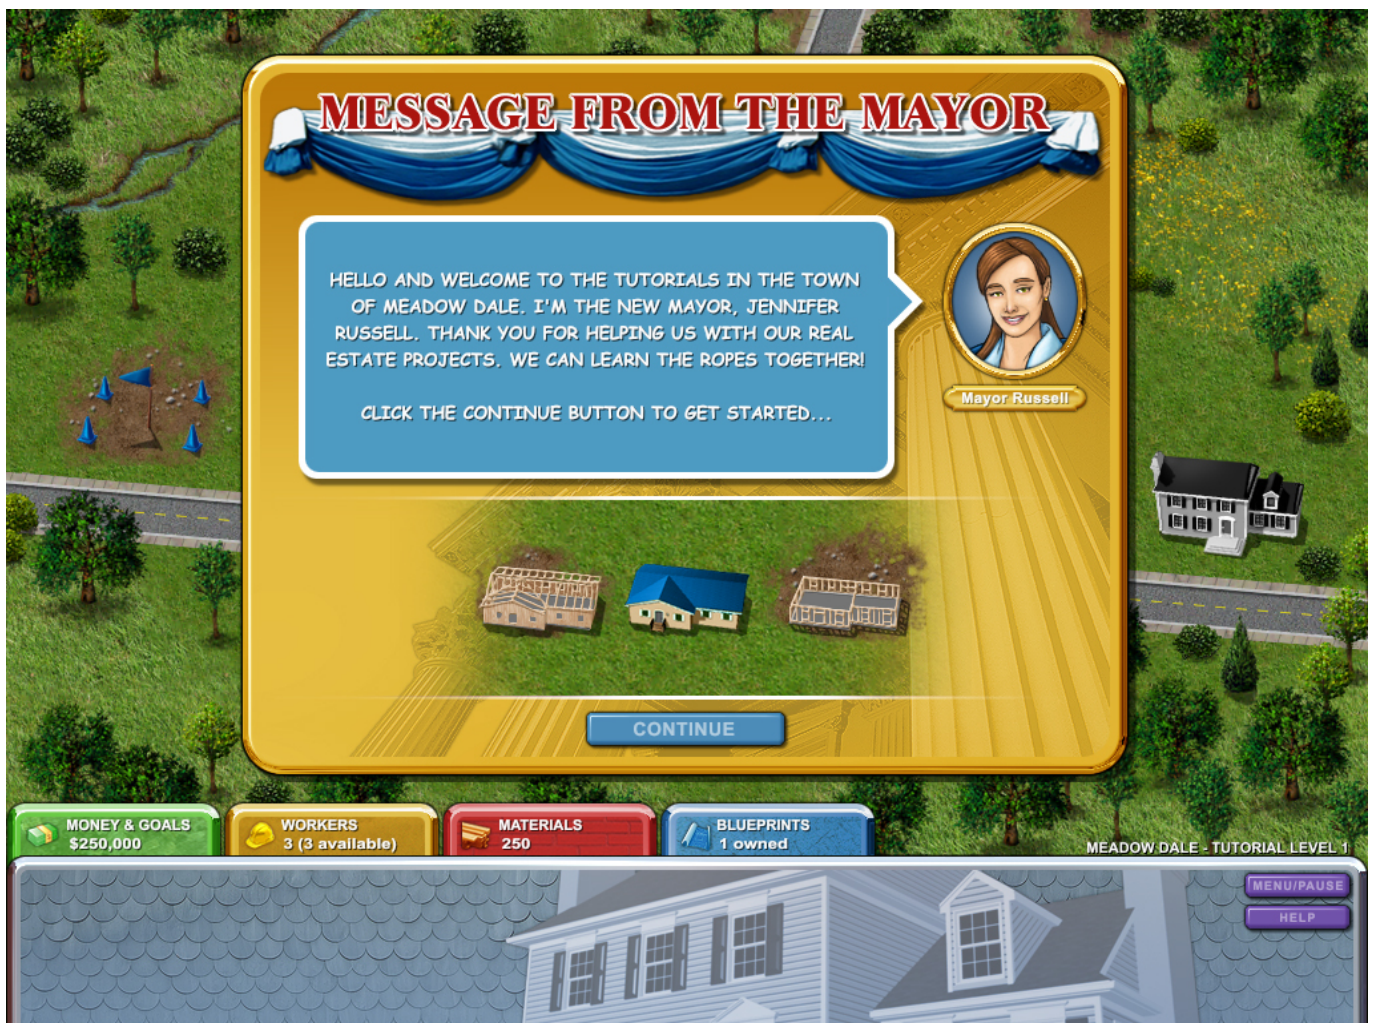 MESSAGE FROM THE MAYOR
HELLO AND WELCOME TO THE TUTORIALS IN THE TOWN
OF MEADOW DALE. I'M THE NEW MAYOR, JENNIFER
RUSSELL. THANK YOU FOR HELPING US WITH OUR REAL
ESTATE PROJECTS. WE CAN LEARN THE ROPES TOGETHER!
CLICK THE CONTINUE BUTTON TO GET STARTED...
Mayor Russell
CONTINUE
MONEY & GOALS
$250,000
WORKERS
3 (3 available)
MATERIALS
250
BLUEPRINTS
1 owned
MEADOW DALE - TUTORIAL LEVEL 1
MENU/PAUSE
HELP